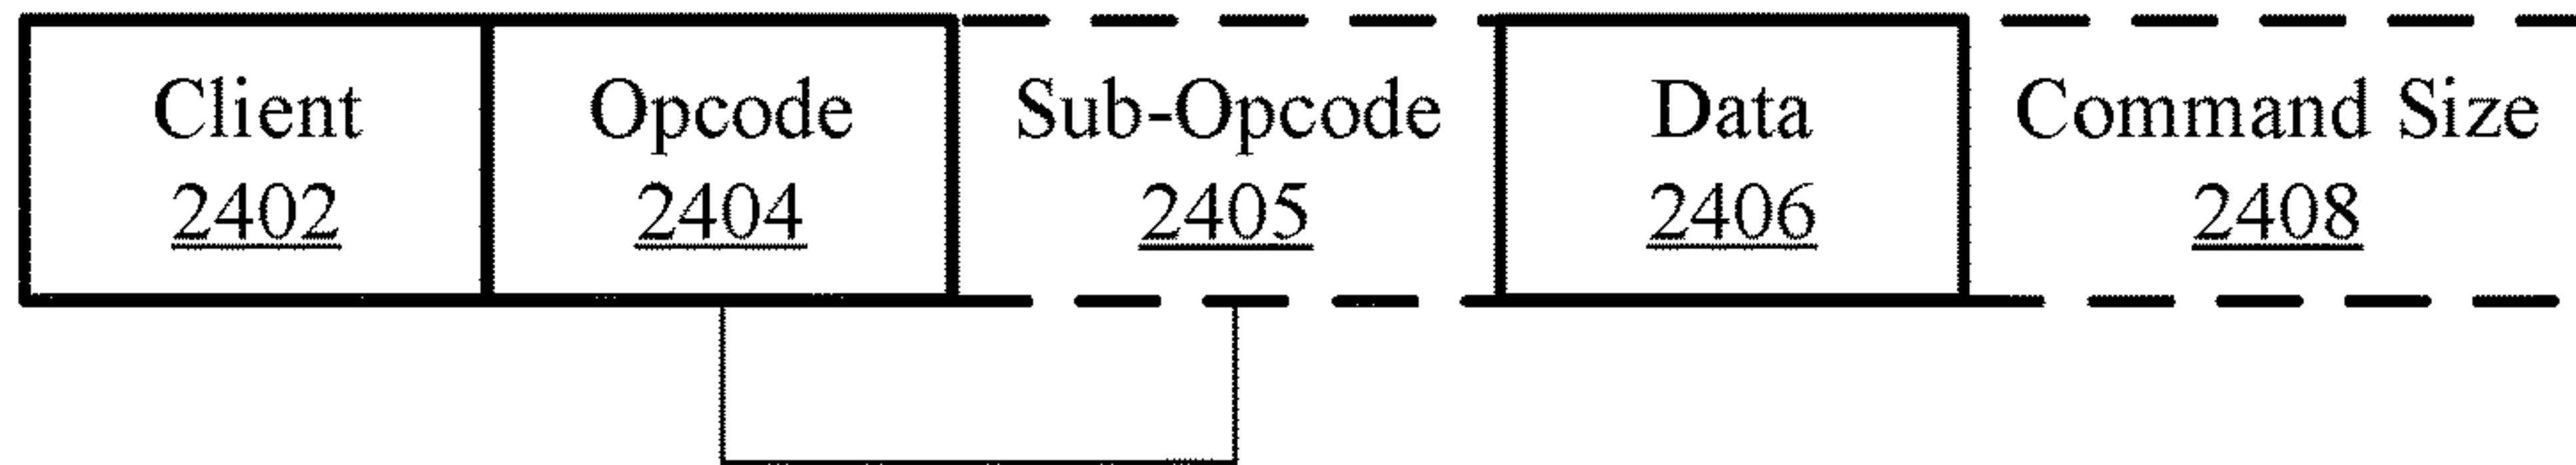 Client Opcode Sub-Opcode Data Command Size
2402 2404 2405 2406 2408